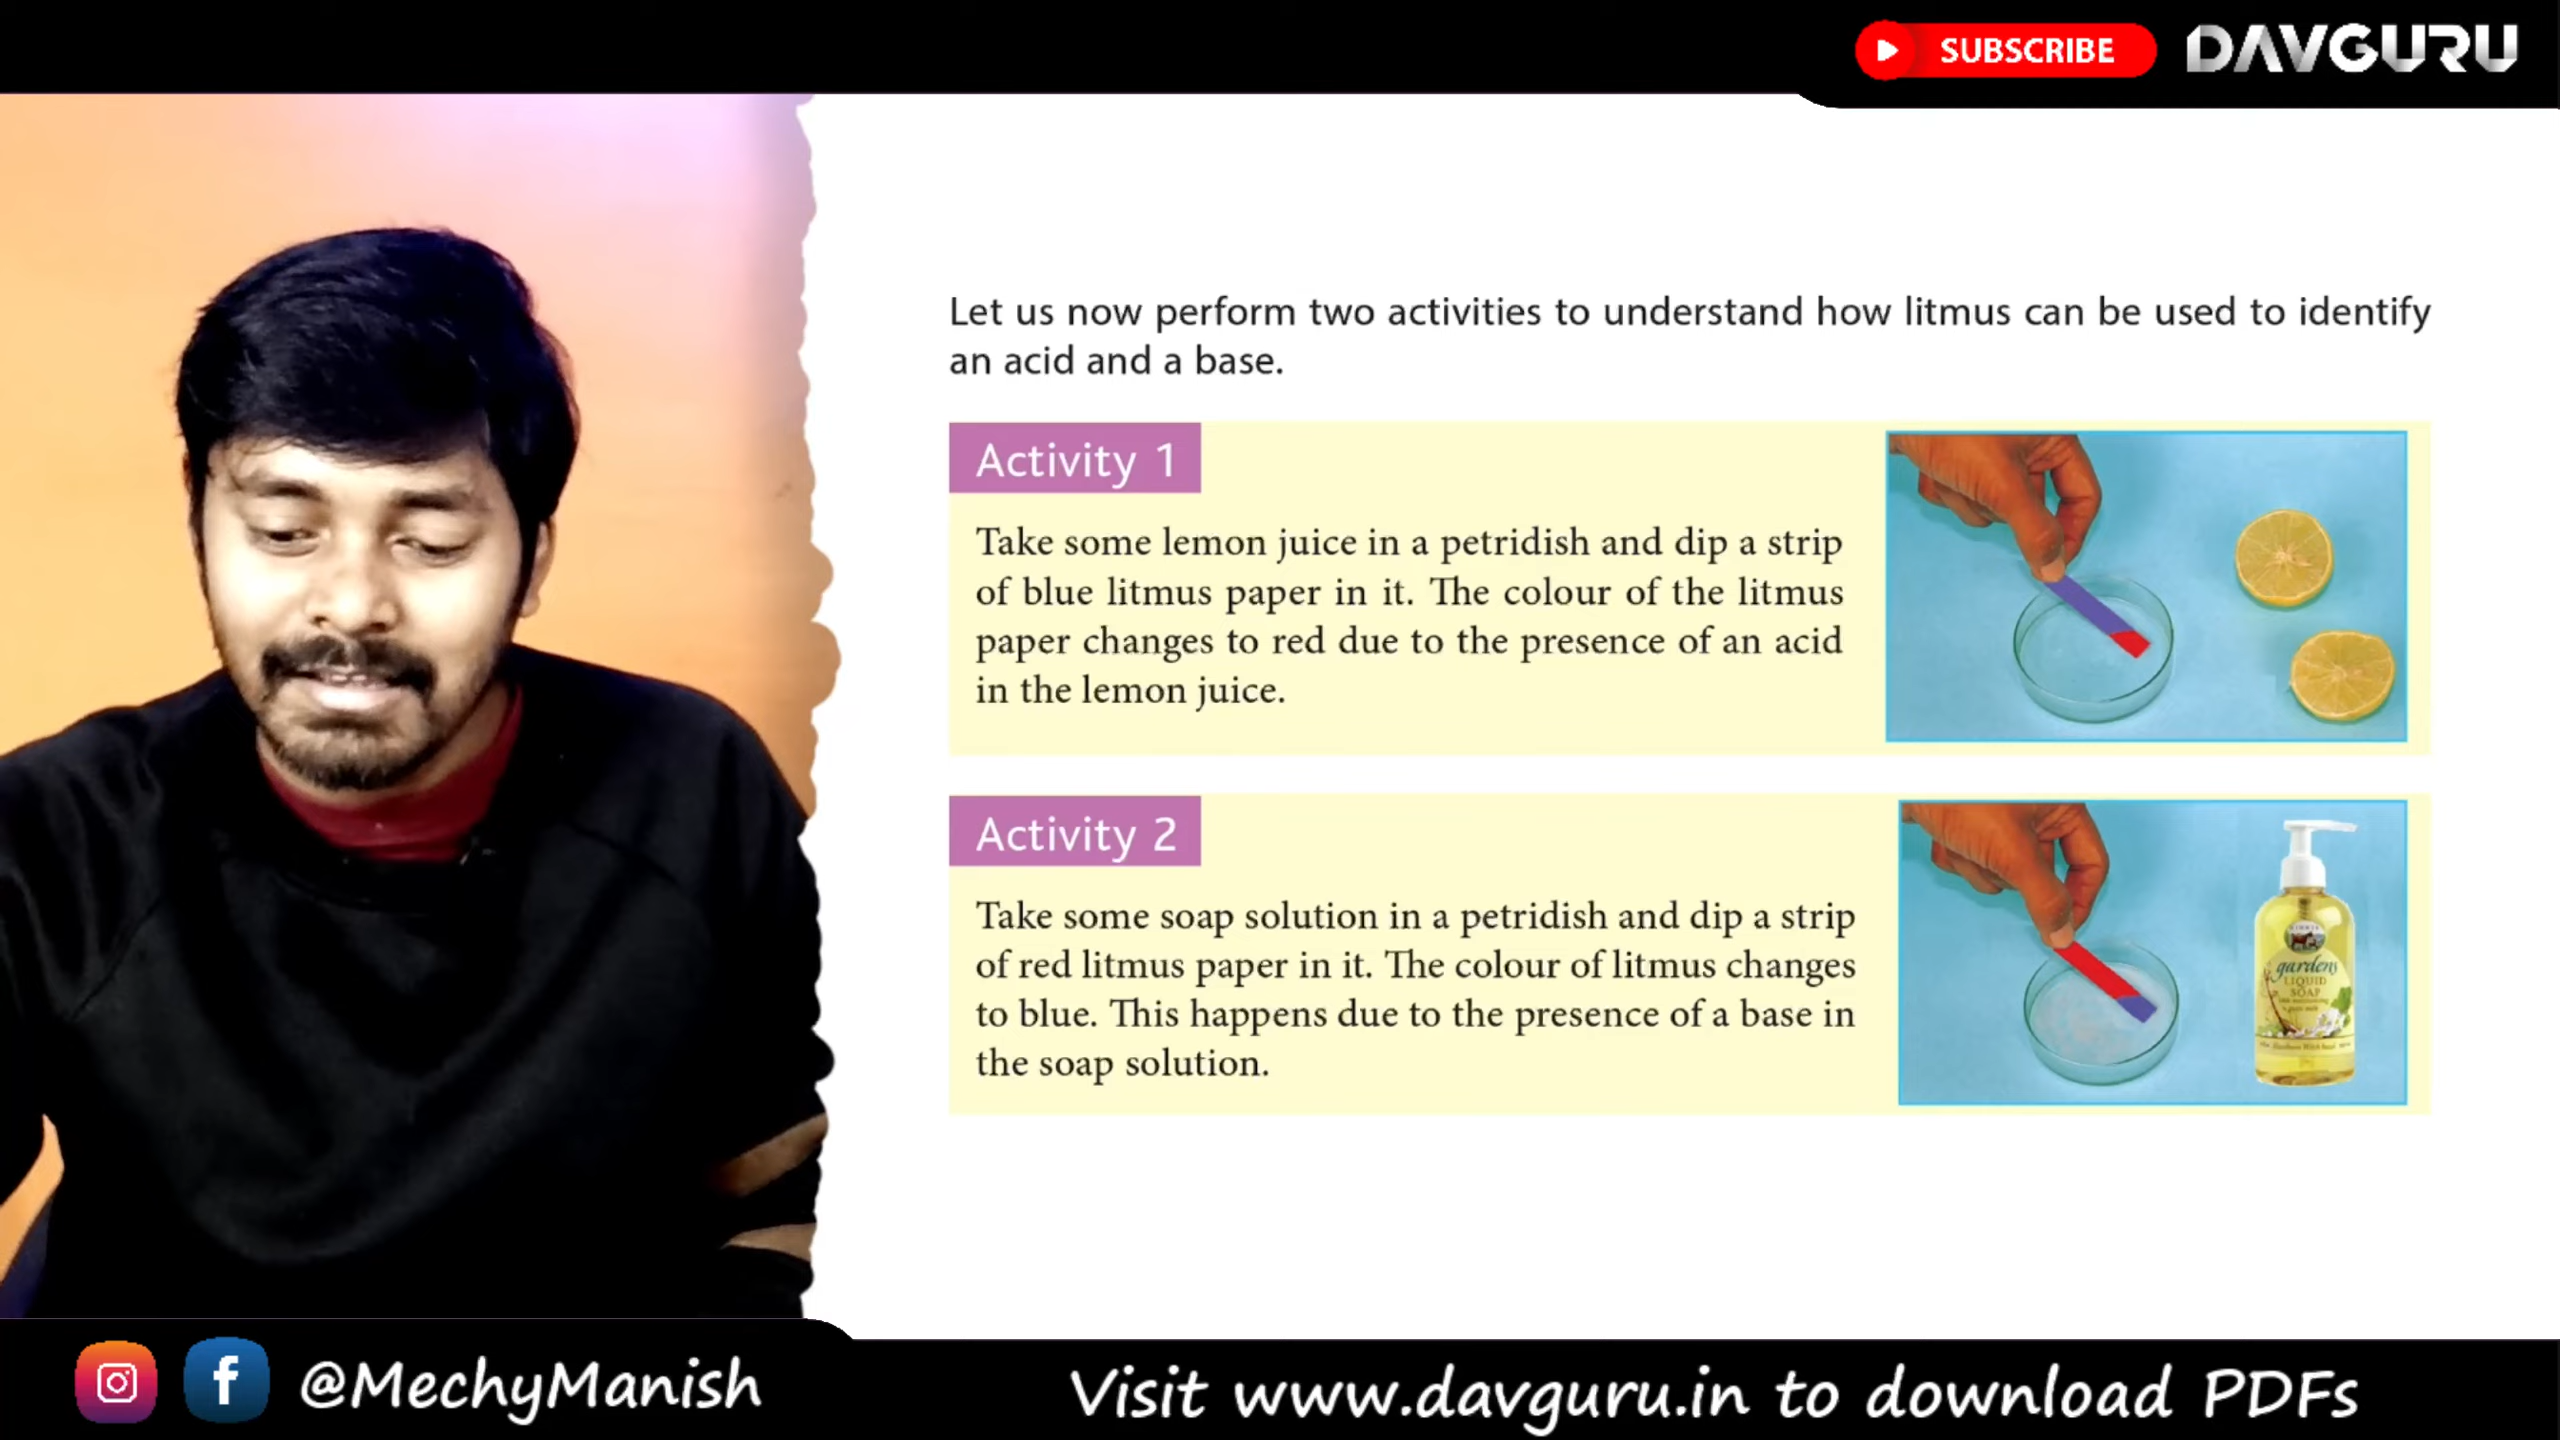 SUBSCRIBE
DAVGURU
Let us now perform two activities to understand how litmus can be used to identify
an acid and a base.
Activity 1
Take some lemon juice in a petridish and dip a strip
of blue litmus paper in it. The colour of the litmus
paper changes to red due to the presence of an acid
in the lemon juice.
Activity 2
Take some soap solution in a petridish and dip a strip
of red litmus paper in it. The colour of litmus changes
to blue. This happens due to the presence of a base in
the soap solution.
gardens
LIQUID
SOAP
@MechyManish
Visit www.davguru.in to download PDFs